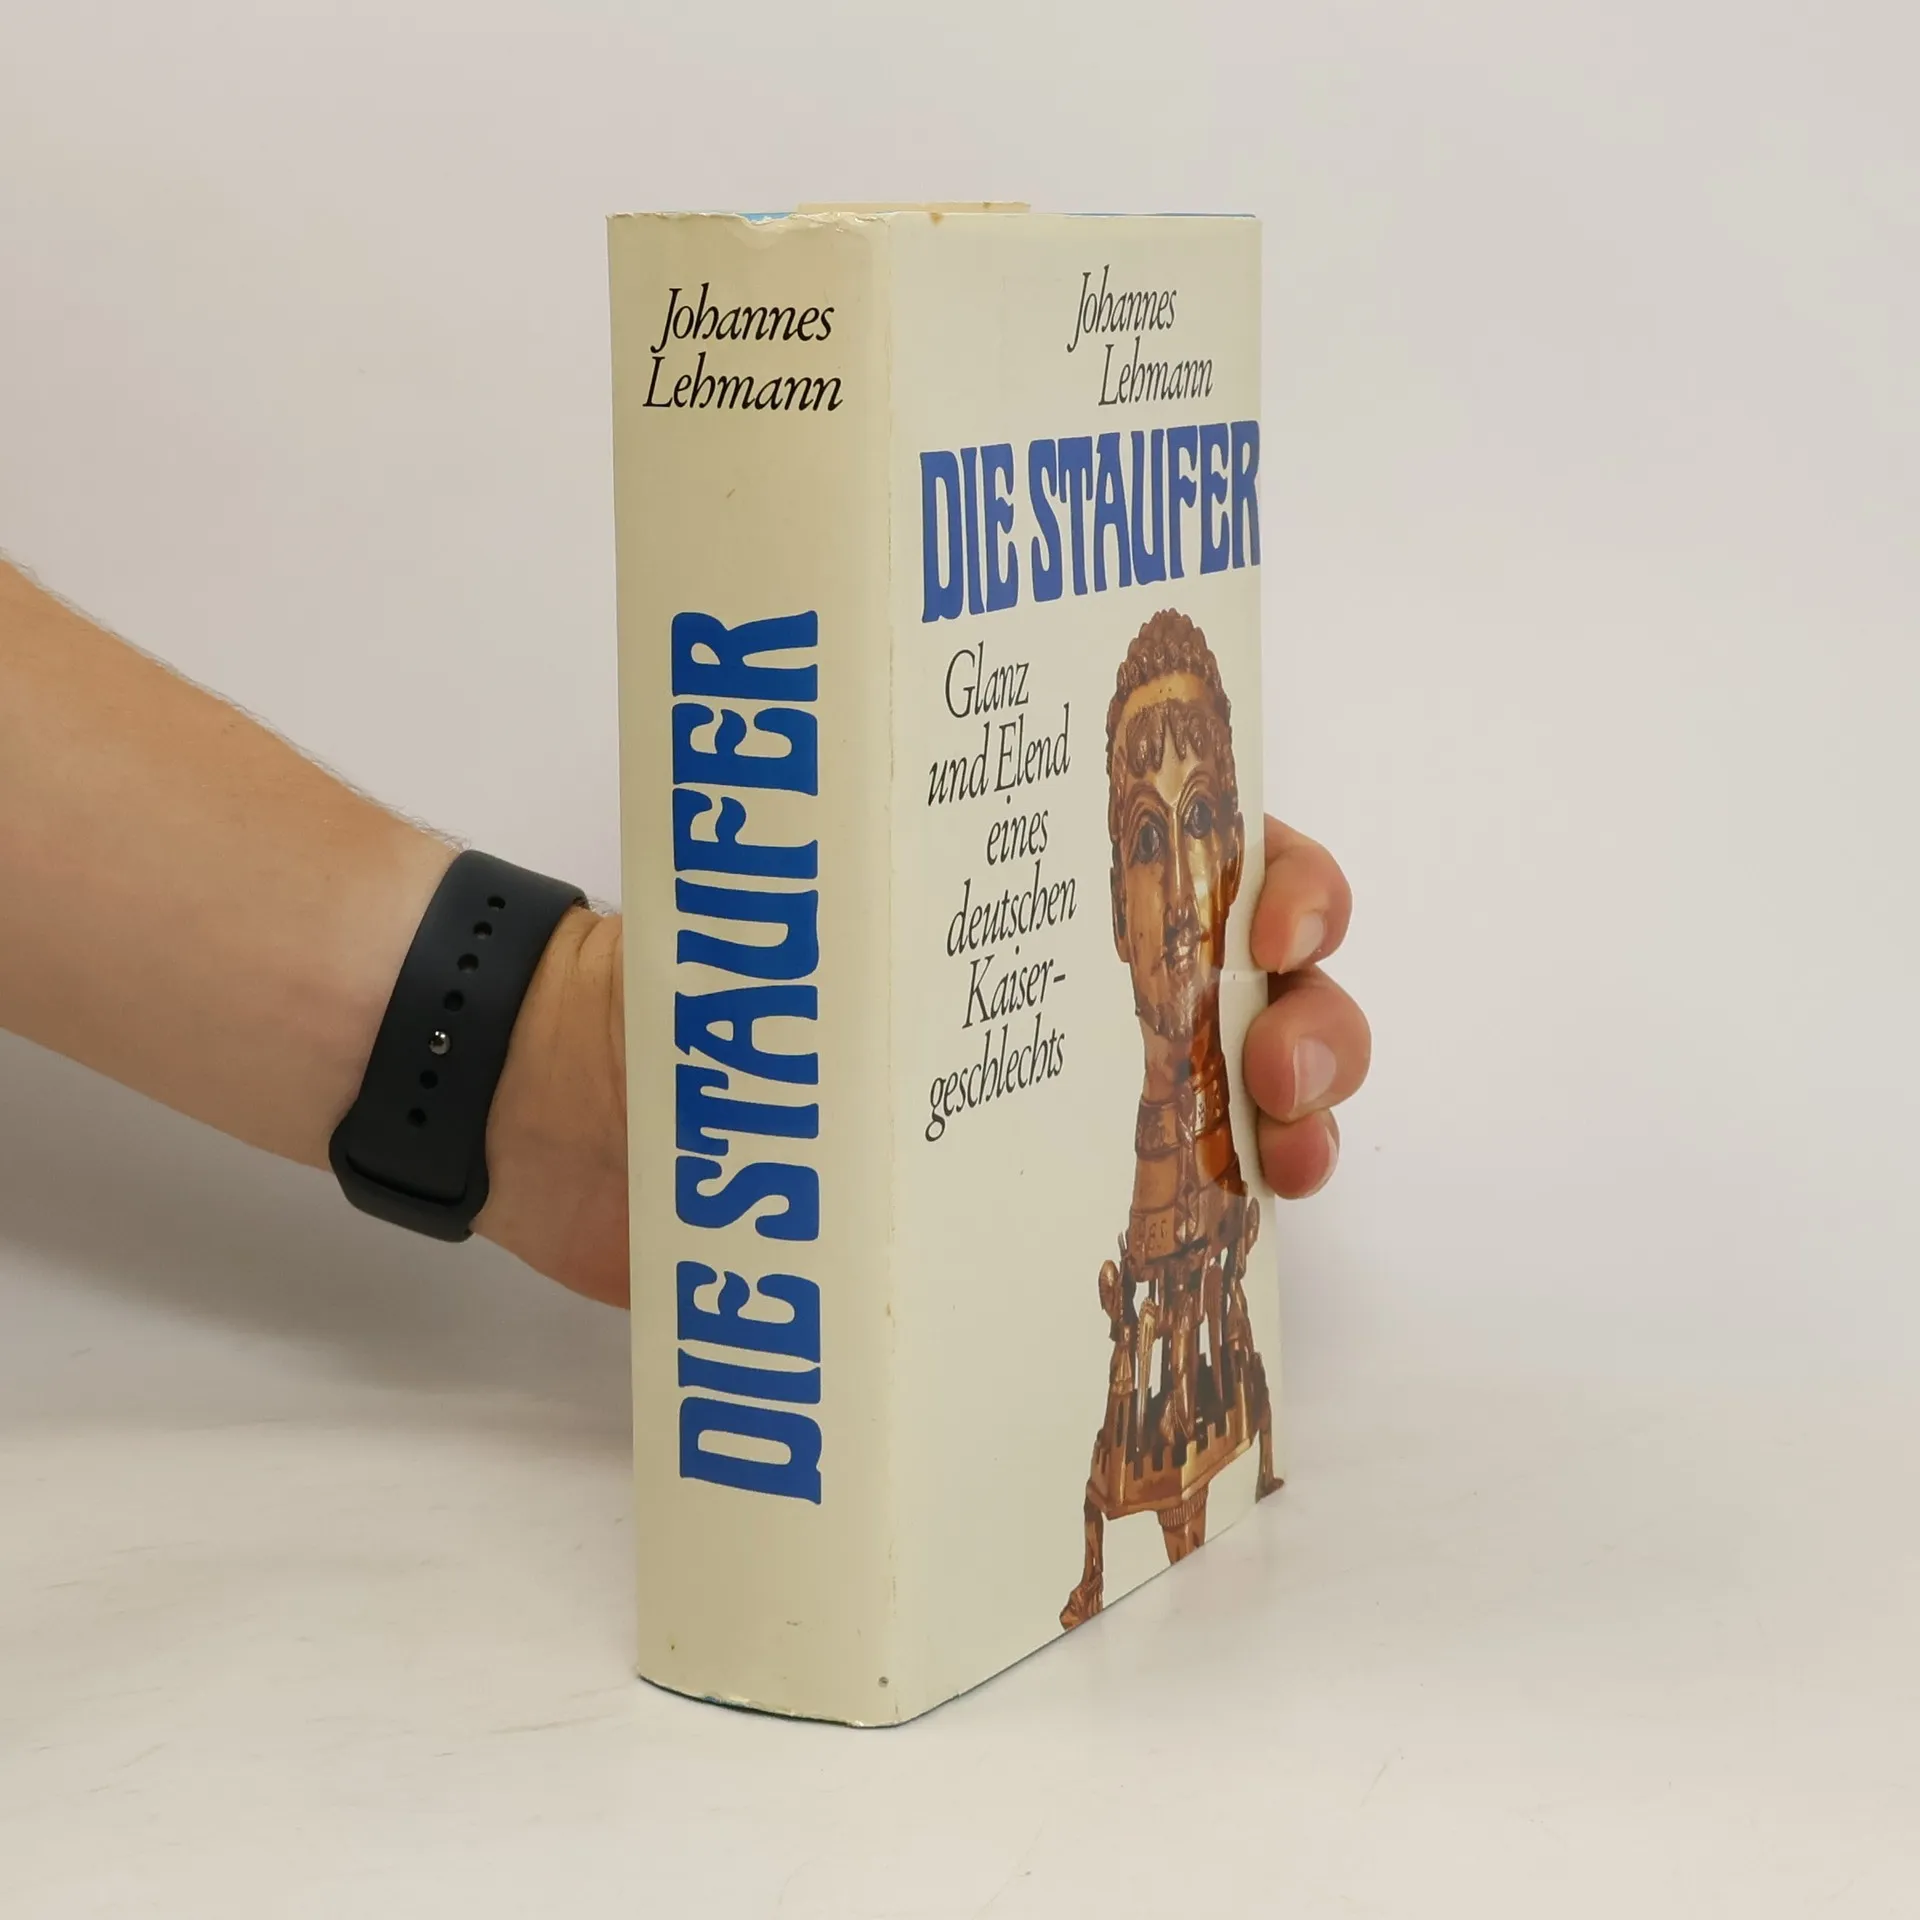 Johannes
Lehmann
DIE STAUFER
Johannes
Lehmann
DIE STAUFER
Glanz
und Elend
eines
deutschen
Kaiser-
geschlechts